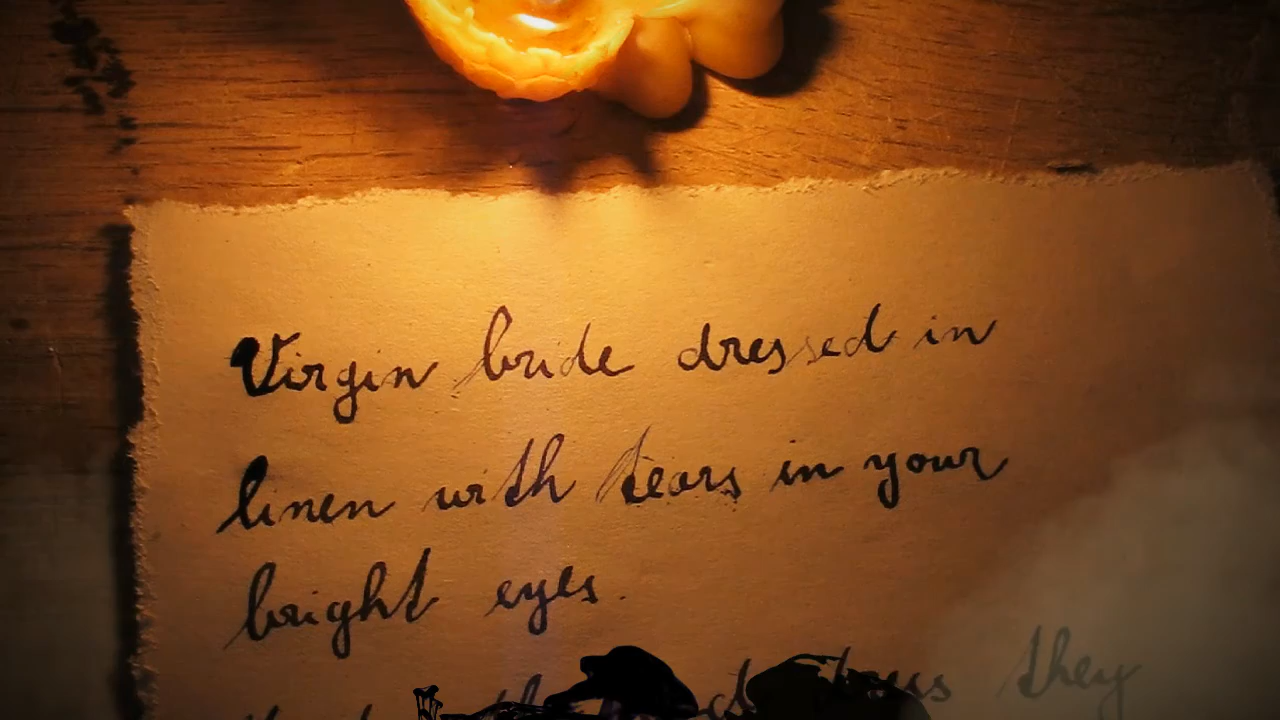 Virgin bride dressed in
linen with tears in your
bright eyes.
they